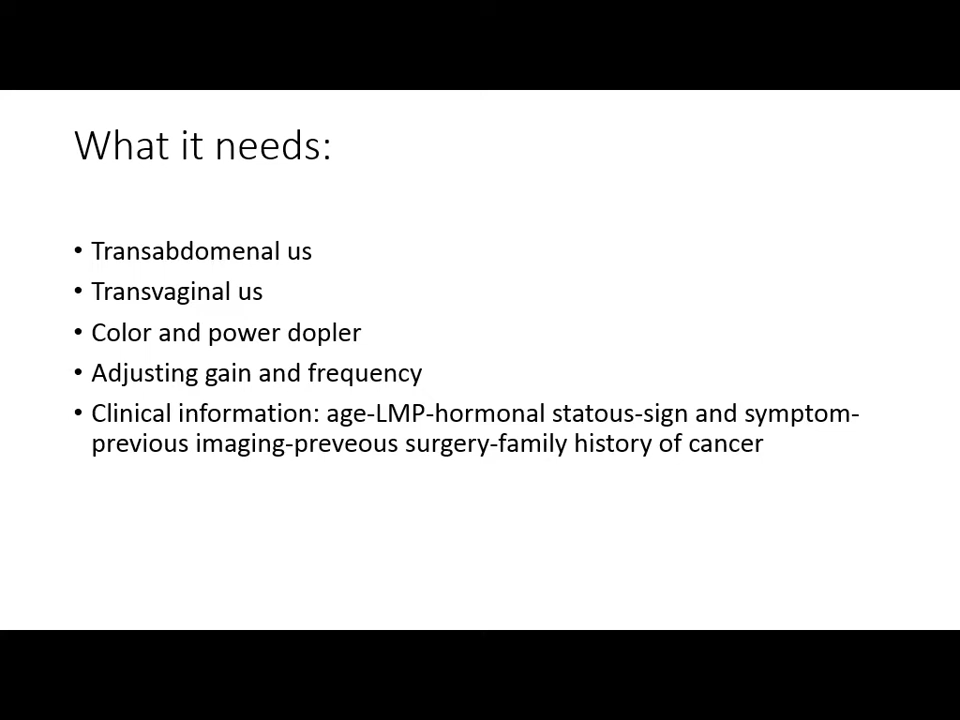 What it needs:
• Transabdomenal us
• Transvaginal us
• Color and power dopler
• Adjusting gain and frequency
• Clinical information: age-LMP-hormonal statous-sign and symptom-
previous imaging-preveous surgery-family history of cancer